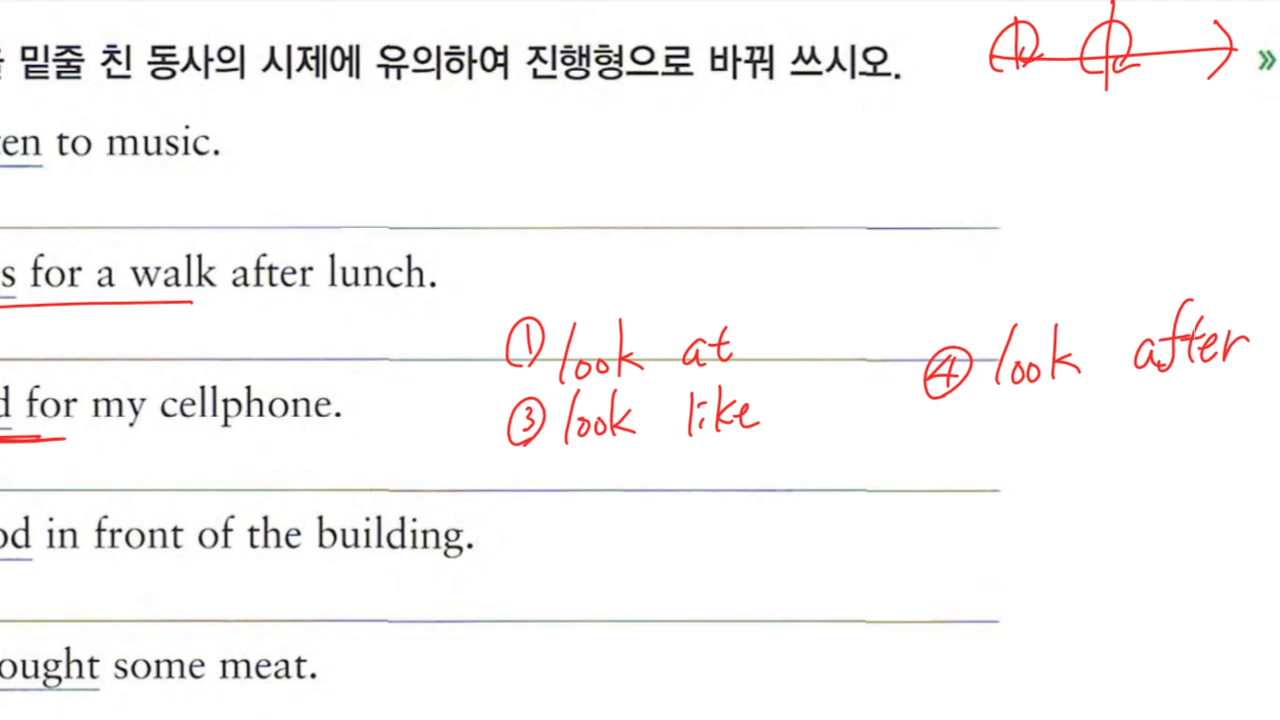 밑줄 친 동사의 시제에 유의하여 진행형으로 바꿔 쓰시오. »
en to music.
s for a walk after lunch.
① look at
④ look after
d for my cellphone.
③ look like
od in front of the building.
ought some meat.